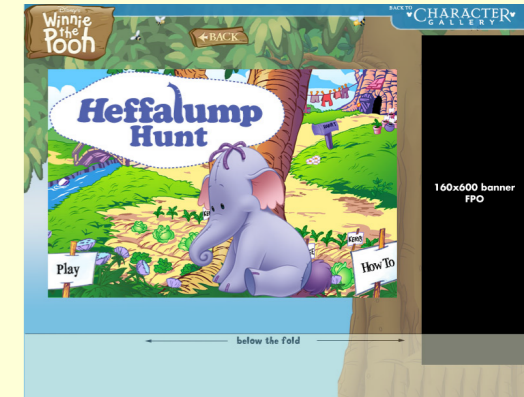 Disney's
Winnie
the
Pooh
BACK
BACK TO
CHARACTER
GALLERY
Heffalump
Hunt
160x600 banner
FPO
Play
How To
below the fold